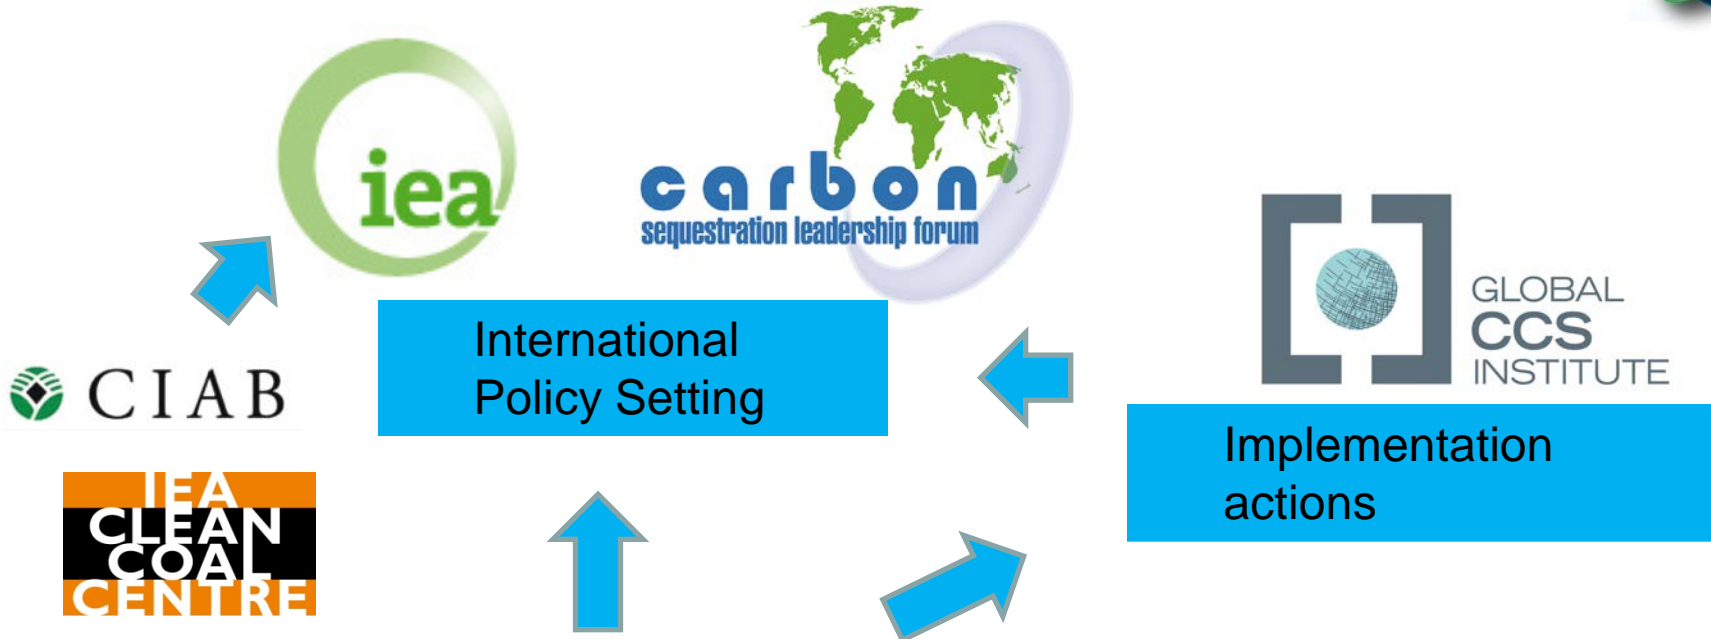 iea
carbon
sequestration leadership forum
International
Policy Setting
GLOBAL
CCS
INSTITUTE
CIAB
Implementation
actions
IEA
CLEAN
COAL
CENTRE